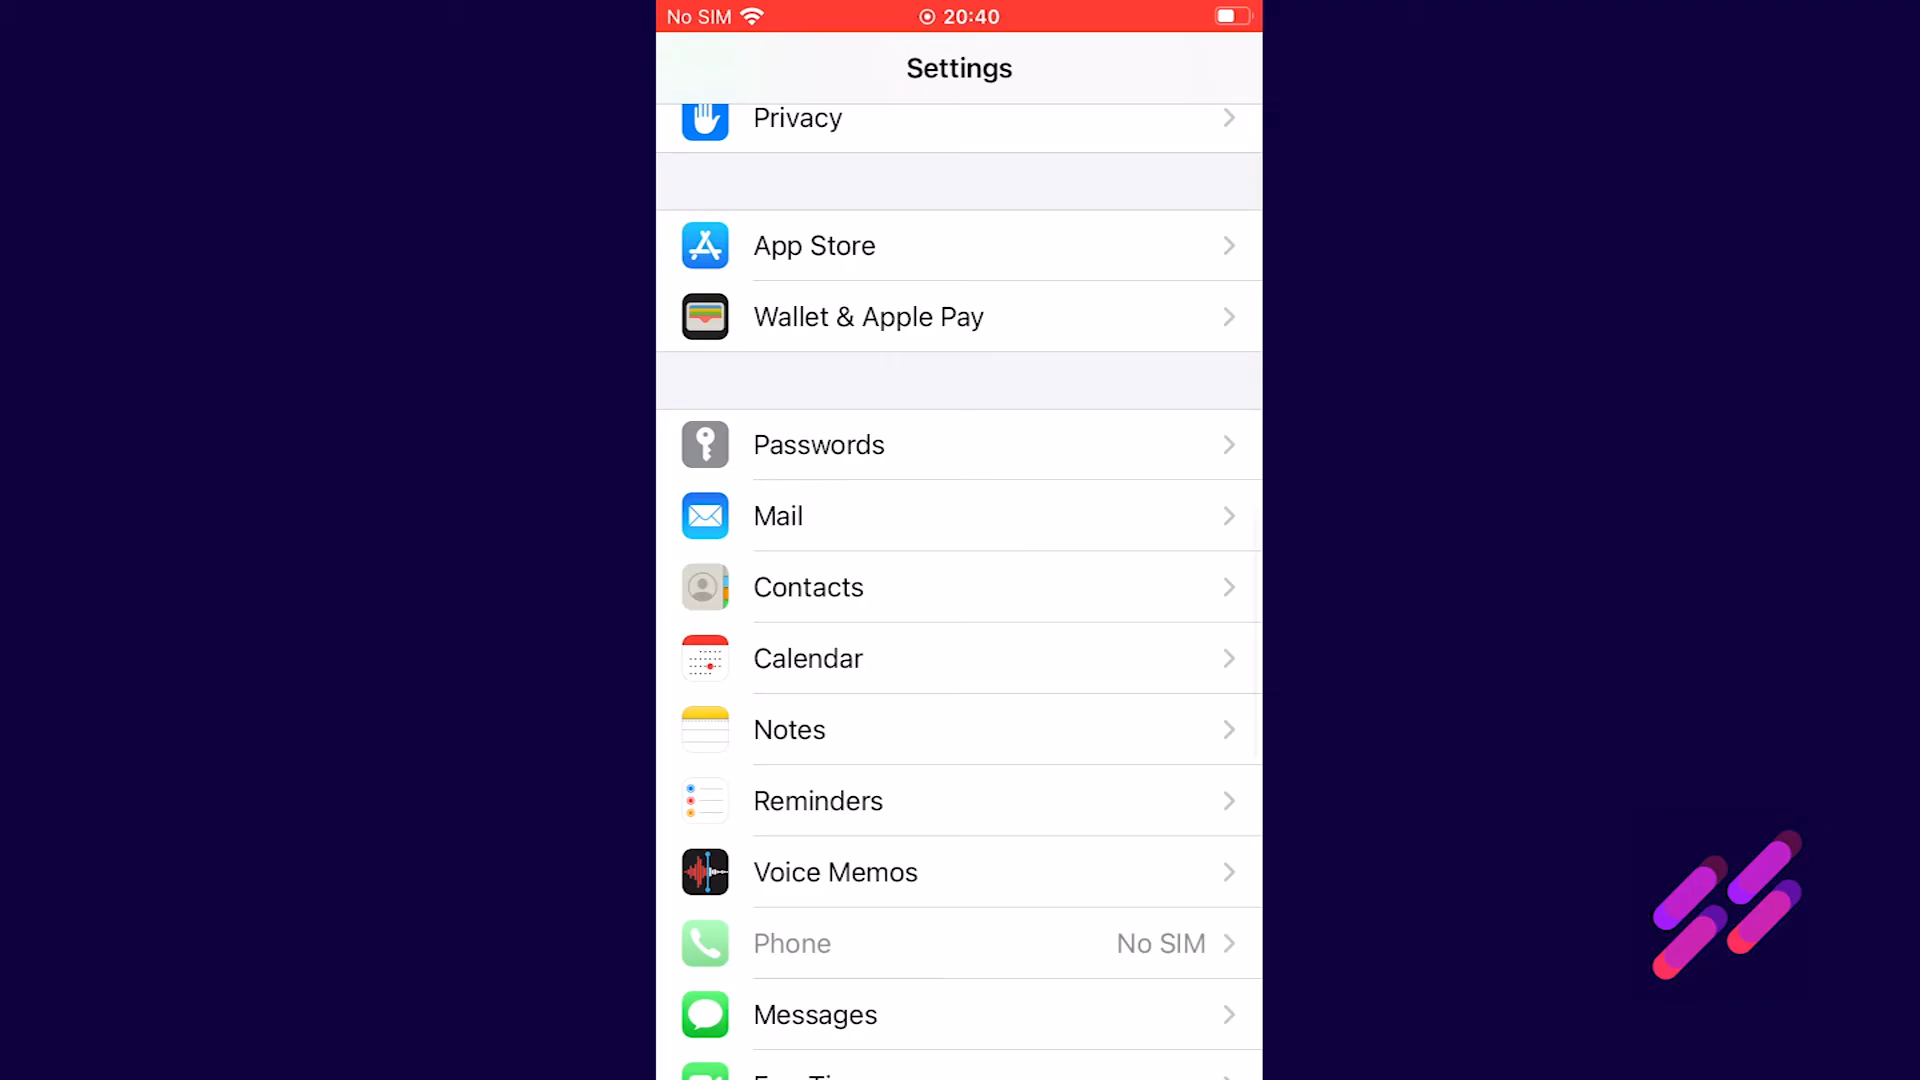 No SIM 20:40
Settings
Privacy
App Store
Wallet & Apple Pay
Passwords
Mail
Contacts
Calendar
Notes
Reminders
Voice Memos
Phone No SIM
Messages